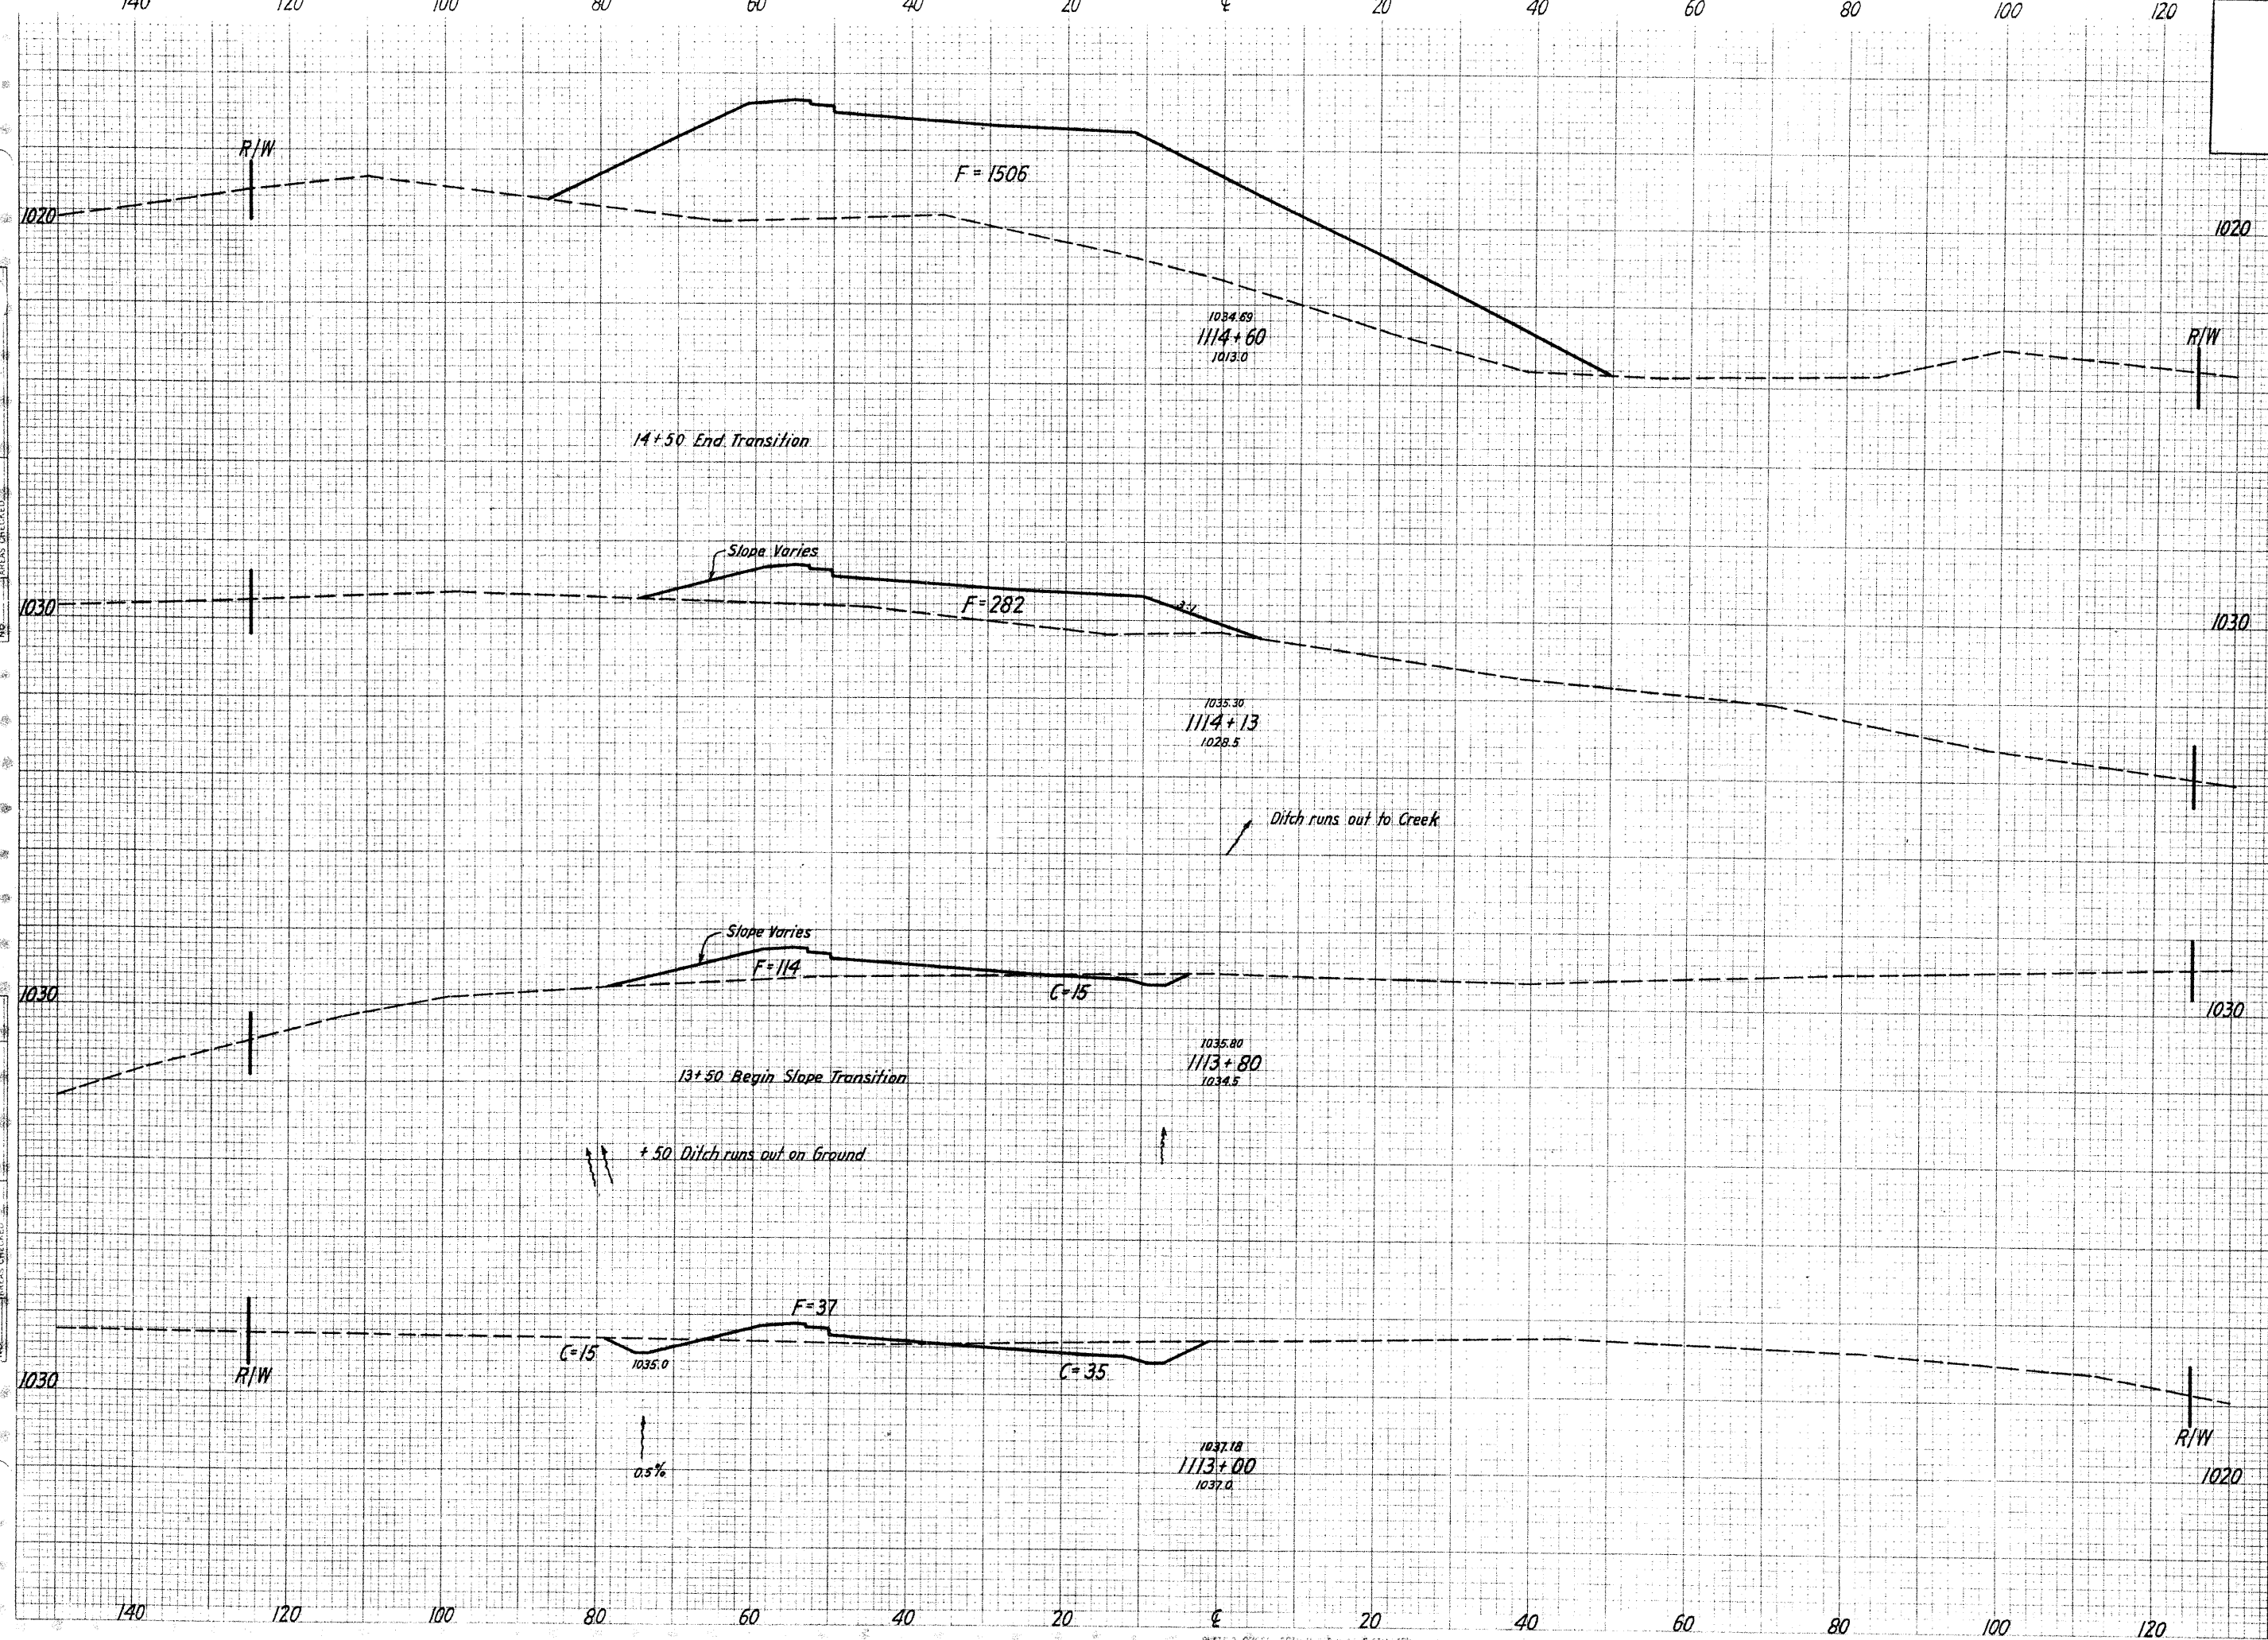 140 120 100 80 60 40 20 ℄ 20 40 60 80 100 120
R/W
F = 1506
1020
1020
1034.69
1114+60
1013.0
R/W
14+50 End Transition
Slope Varies
1030
F=282
3:1
1030
1035.30
1114+13
1028.5
Ditch runs out to Creek
Slope Varies
F=114
1030
C=15
1030
1035.80
1113+80
1034.5
13+50 Begin Slope Transition
+50 Ditch runs out on Ground
F=37
C=15
1035.0
C=35
R/W
1030
R/W
0.5%
1037.18
1113+00
1037.0
1020
140 120 100 80 60 40 20 ℄ 20 40 60 80 100 120